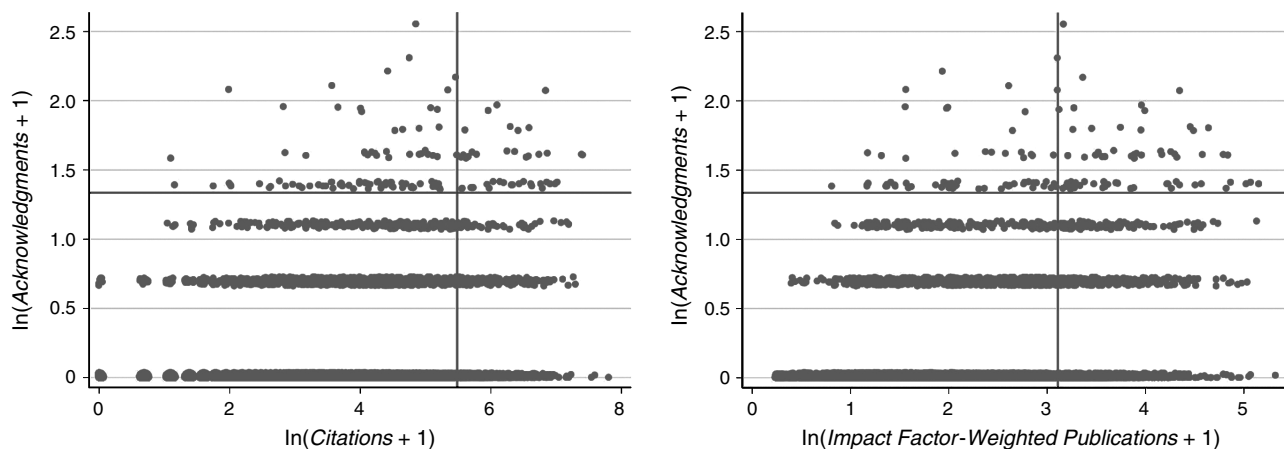 ln(Acknowledgments + 1)
2.5
2.0
1.5
1.0
0.5
0
0 2 4 6 8
ln(Citations + 1)
ln(Acknowledgments + 1)
2.5
2.0
1.5
1.0
0.5
0
0 1 2 3 4 5
ln(Impact Factor-Weighted Publications + 1)